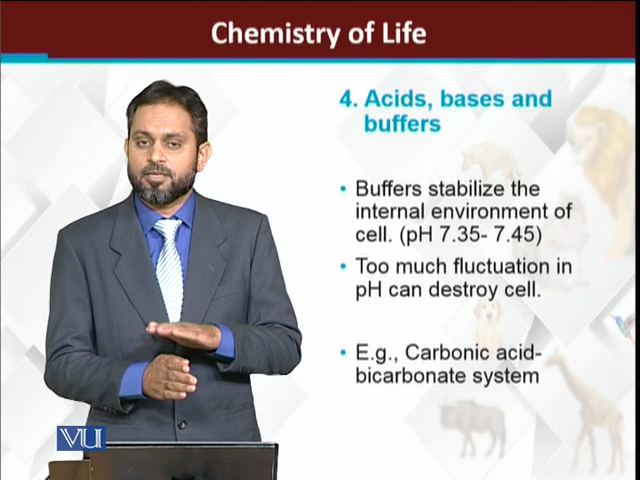 Chemistry of Life
4. Acids, bases and
buffers
• Buffers stabilize the
internal environment of
cell. (pH 7.35- 7.45)
• Too much fluctuation in
pH can destroy cell.
• E.g., Carbonic acid-
bicarbonate system
VU